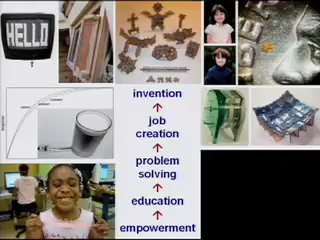 HELLO
invention
job
creation
problem
solving
education
empowerment